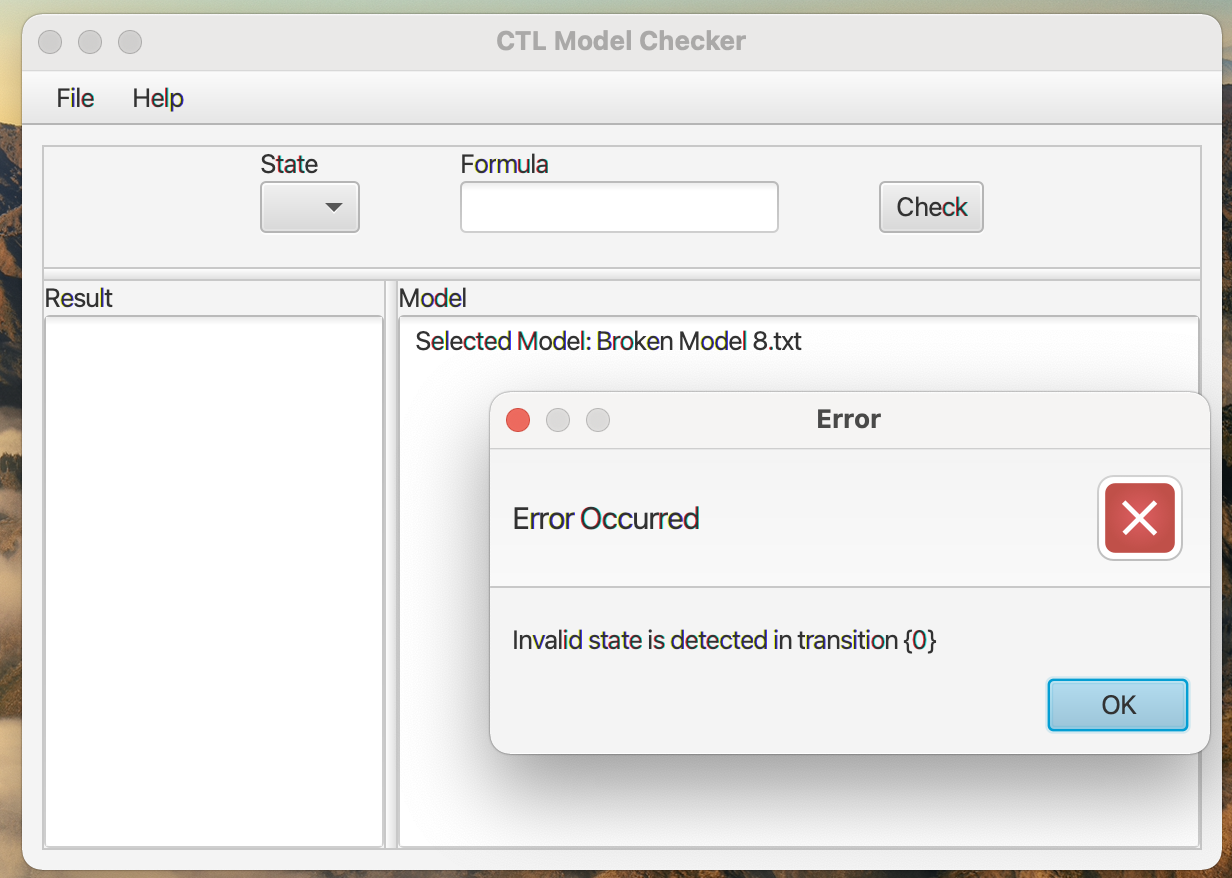 CTL Model Checker
File Help
State Formula
Check
Result Model
Selected Model: Broken Model 8.txt
Error
Error Occurred
Invalid state is detected in transition {0}
OK